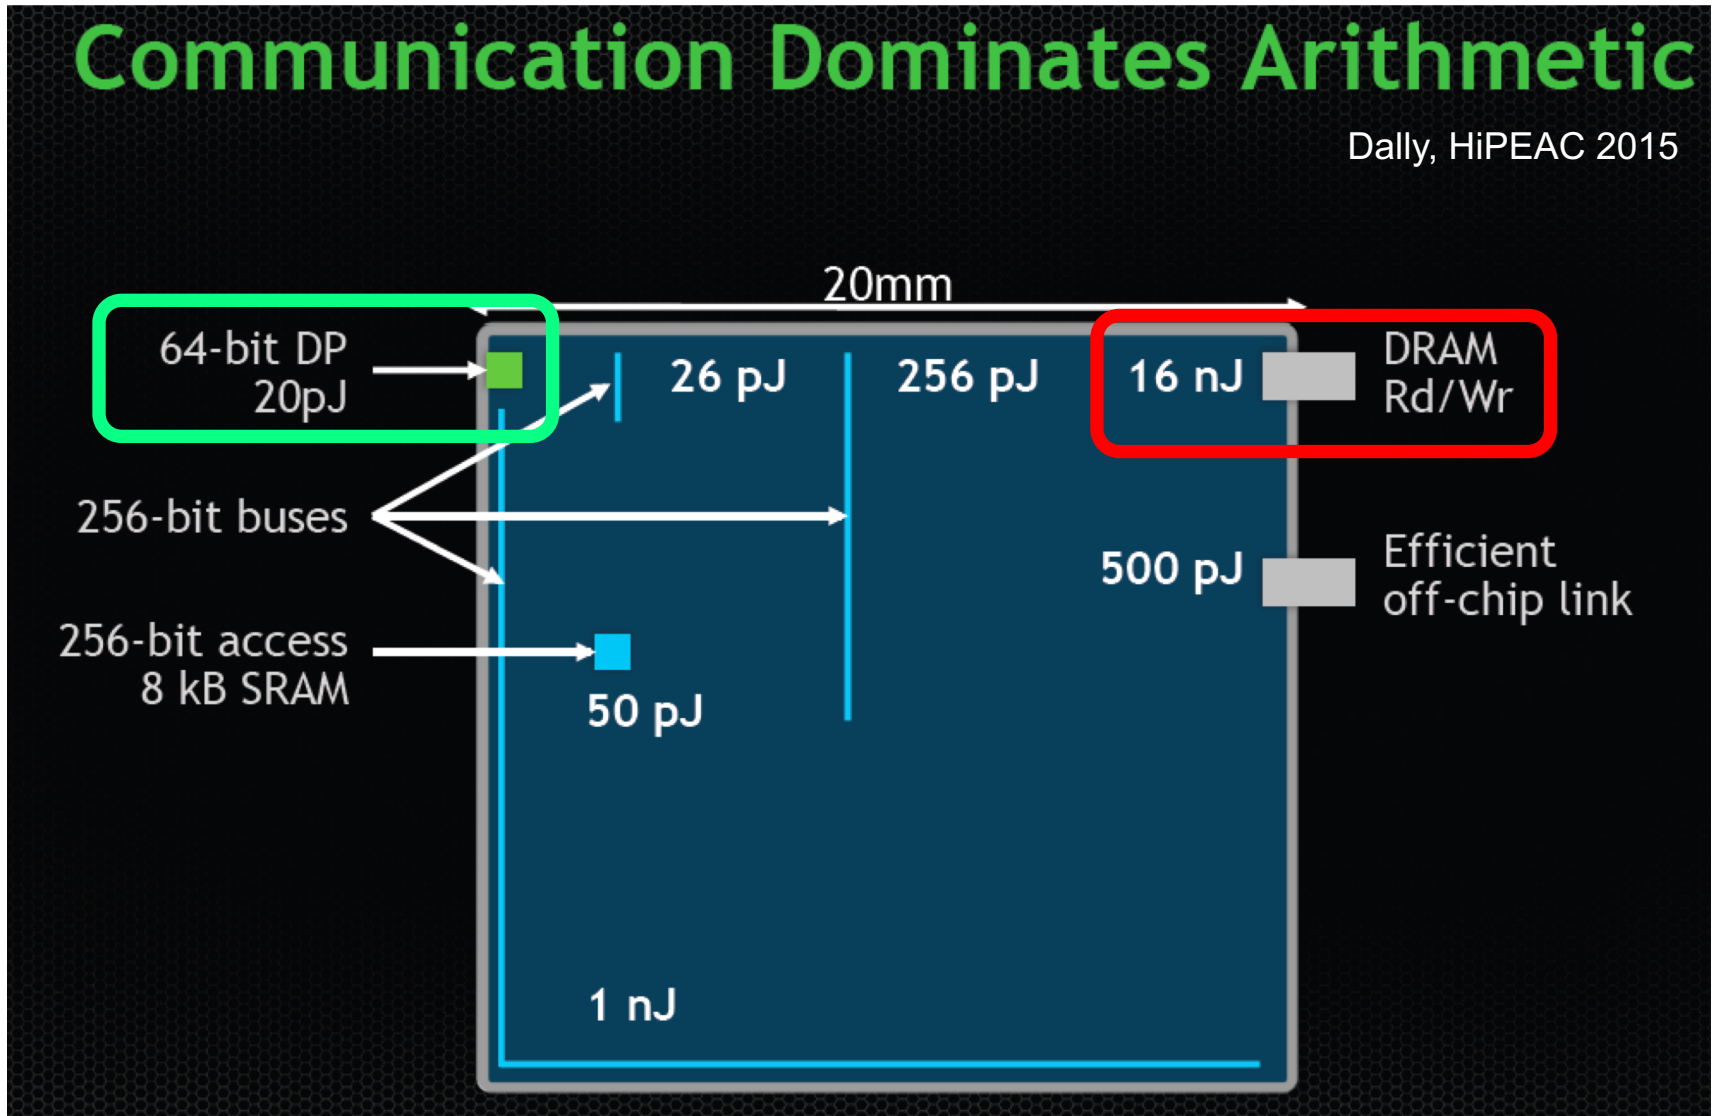 Communication Dominates Arithmetic
Dally, HiPEAC 2015
20mm
64-bit DP
20pJ
26 pJ
256 pJ
16 nJ
DRAM
Rd/Wr
256-bit buses
500 pJ
Efficient
off-chip link
256-bit access
8 kB SRAM
50 pJ
1 nJ